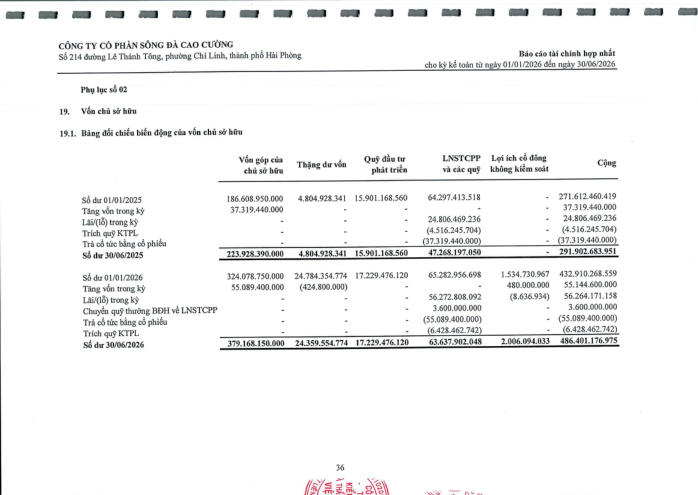 CÔNG TY CỔ PHẦN SÔNG ĐÀ CAO CƯỜNG
Số 214 đường Lê Thánh Tông, phường Chí Linh, thành phố Hải Phòng
Báo cáo tài chính hợp nhất
cho kỳ kế toán từ ngày 01/01/2026 đến ngày 30/06/2026
Phụ lục số 02
19. Vốn chủ sở hữu
19.1. Bảng đối chiếu biến động của vốn chủ sở hữu
Vốn góp của chủ sở hữu Thặng dư vốn Quỹ đầu tư phát triển LNSTCPP và các quỹ Lợi ích cổ đông không kiểm soát Cộng
Số dư 01/01/2025 186.608.950.000 4.804.928.341 15.901.168.560 64.297.413.518 - 271.612.460.419
Tăng vốn trong kỳ 37.319.440.000 - - - - 37.319.440.000
Lãi/(lỗ) trong kỳ - - - 24.806.469.236 - 24.806.469.236
Trích quỹ KTPL - - - (4.516.245.704) - (4.516.245.704)
Trả cổ tức bằng cổ phiếu - - - (37.319.440.000) - (37.319.440.000)
Số dư 30/06/2025 223.928.390.000 4.804.928.341 15.901.168.560 47.268.197.050 - 291.902.683.951
Số dư 01/01/2026 324.078.750.000 24.784.354.774 17.229.476.120 65.282.956.698 1.534.730.967 432.910.268.559
Tăng vốn trong kỳ 55.089.400.000 (424.800.000) - - 480.000.000 55.144.600.000
Lãi/(lỗ) trong kỳ - - - 56.272.808.092 (8.636.934) 56.264.171.158
Chuyển quỹ thưởng BĐH về LNSTCPP - - - 3.600.000.000 - 3.600.000.000
Trả cổ tức bằng cổ phiếu - - - (55.089.400.000) - (55.089.400.000)
Trích quỹ KTPL - - - (6.428.462.742) - (6.428.462.742)
Số dư 30/06/2026 379.168.150.000 24.359.554.774 17.229.476.120 63.637.902.048 2.006.094.033 486.401.176.975
36